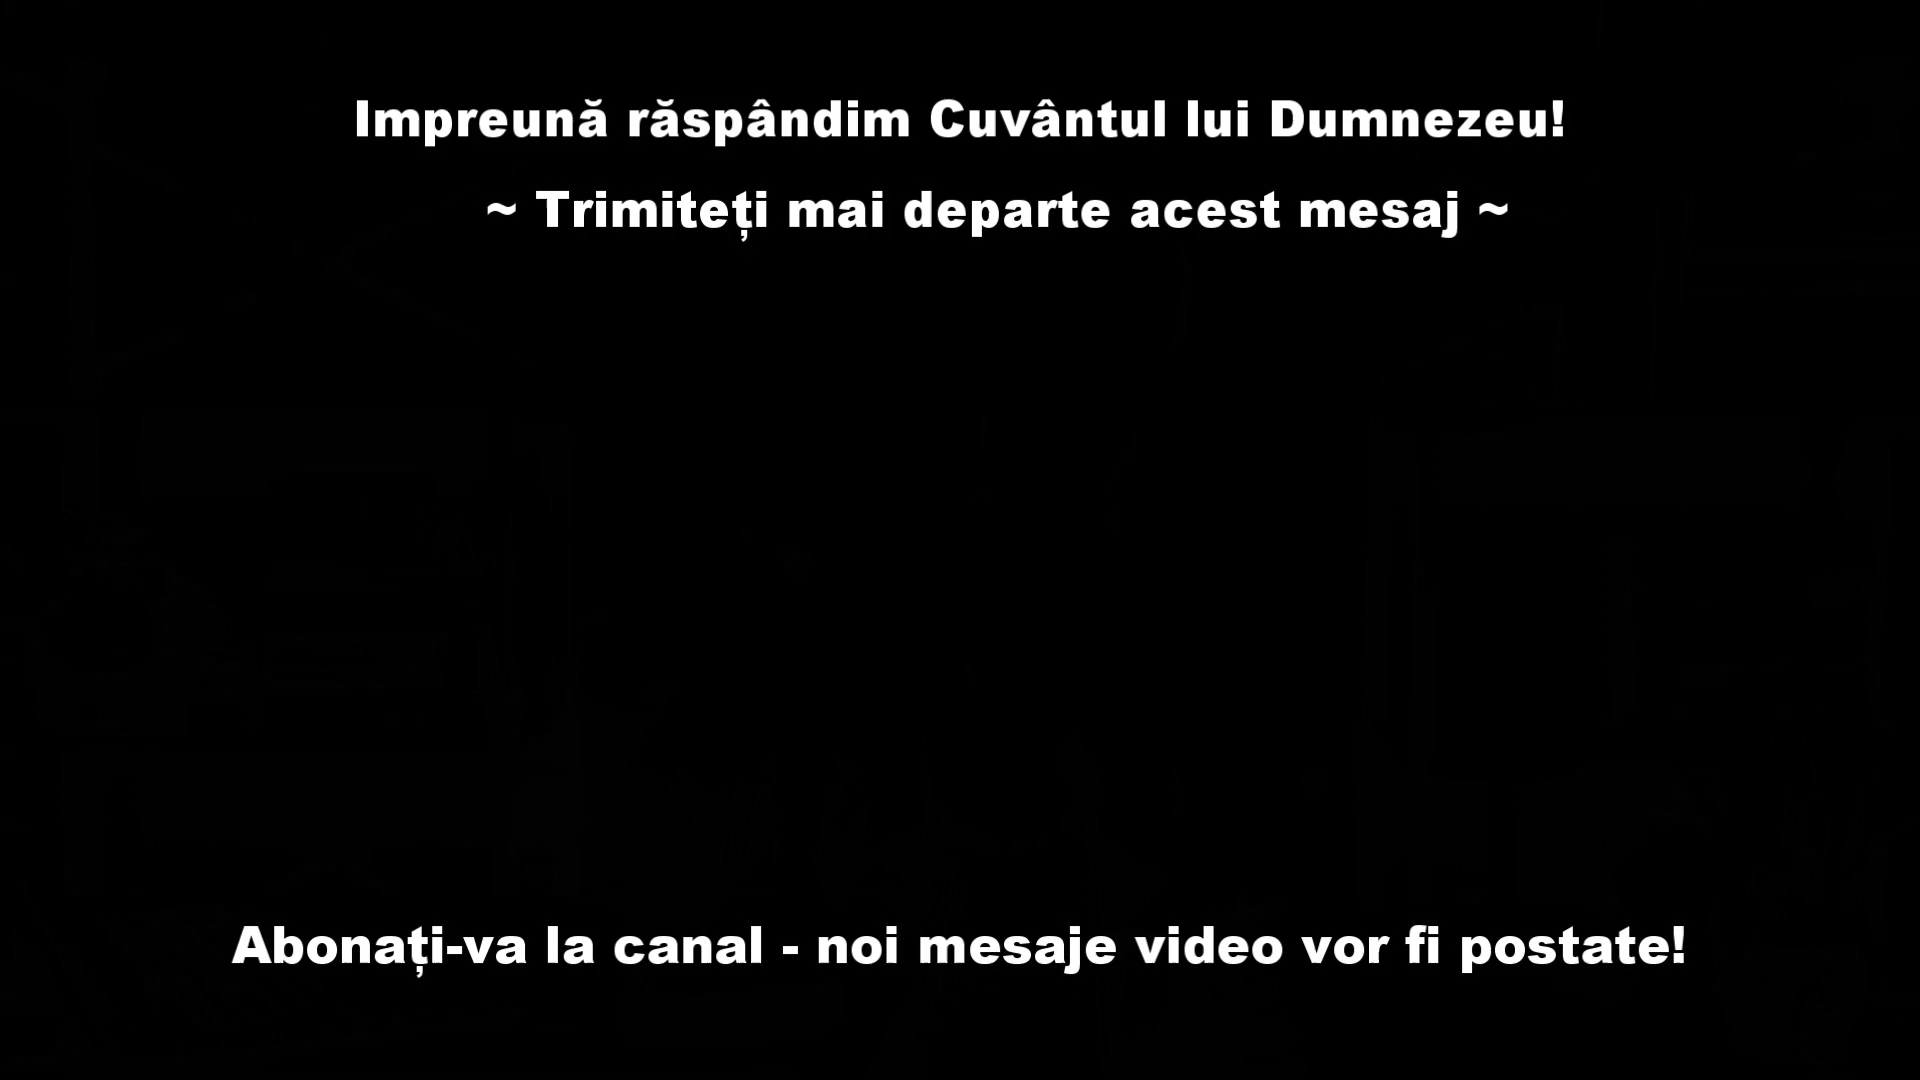 Impreună răspândim Cuvântul lui Dumnezeu!
~ Trimiteți mai departe acest mesaj ~
Abonați-va la canal - noi mesaje video vor fi postate!